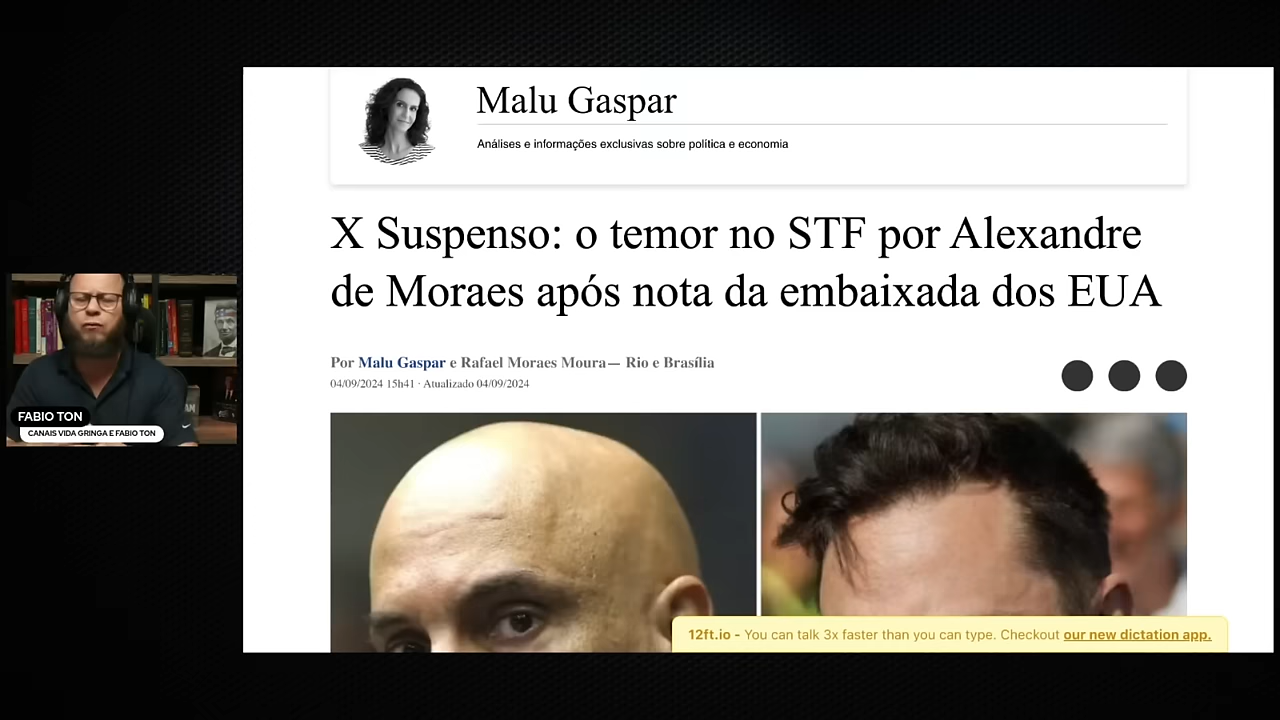 Malu Gaspar
Análises e informações exclusivas sobre política e economia
X Suspenso: o temor no STF por Alexandre
de Moraes após nota da embaixada dos EUA
Por Malu Gaspar e Rafael Moraes Moura— Rio e Brasília
04/09/2024 15h41 · Atualizado 04/09/2024
FABIO TON
CANAIS VIDA GRINGA E FABIO TON
12ft.io - You can talk 3x faster than you can type. Checkout our new dictation app.